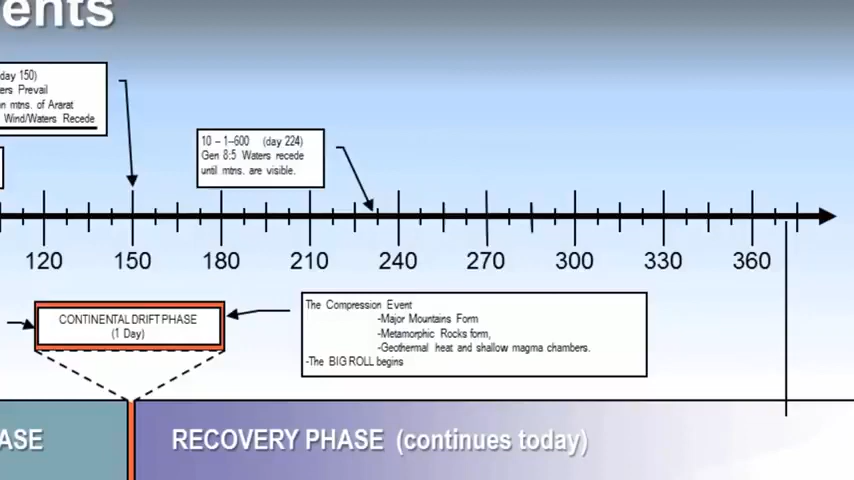 ents
day 150)
ers Prevail
n mtns. of Ararat
Wind/Waters Recede
10 – 1–600 (day 224)
Gen 8:5 Waters recede
until mtns. are visible.
120 150 180 210 240 270 300 330 360
CONTINENTAL DRIFT PHASE
(1 Day)
The Compression Event
-Major Mountains Form
-Metamorphic Rocks form,
-Geothermal heat and shallow magma chambers.
-The BIG ROLL begins
ASE
RECOVERY PHASE (continues today)